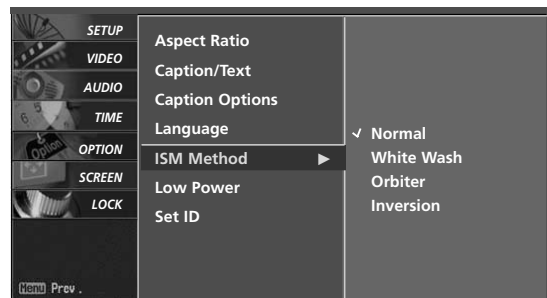 SETUP
VIDEO
AUDIO
TIME
OPTION
SCREEN
LOCK
Menu Prev.
Aspect Ratio
Caption/Text
Caption Options
Language
ISM Method ►
Low Power
Set ID
✓ Normal
White Wash
Orbiter
Inversion